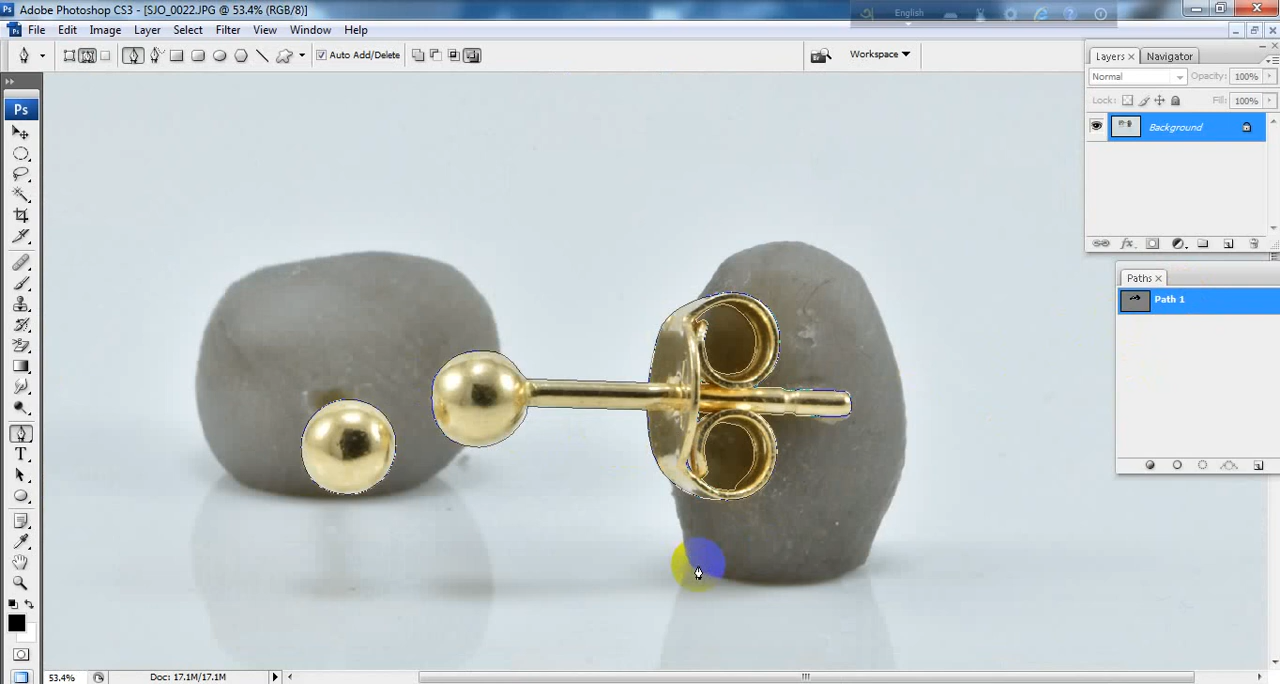 Adobe Photoshop CS3 - [SJO_0022.JPG @ 53.4% (RGB/8)]
English
File Edit Image Layer Select Filter View Window Help
Auto Add/Delete
Workspace
Layers
Navigator
Normal
Opacity: 100%
Lock:
Fill: 100%
Ps
Background
Paths
Path 1
T
53.4%
Doc: 17.1M/17.1M